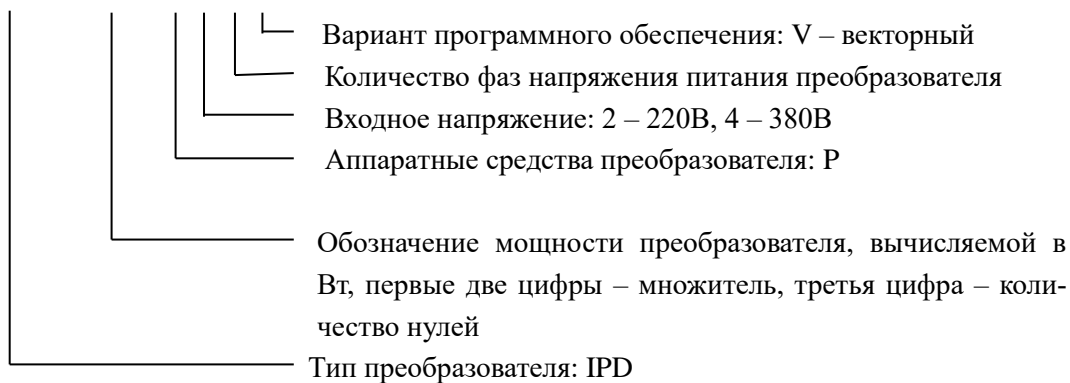 Вариант программного обеспечения: V – векторный
Количество фаз напряжения питания преобразователя
Входное напряжение: 2 – 220В, 4 – 380В
Аппаратные средства преобразователя: P
Обозначение мощности преобразователя, вычисляемой в
Вт, первые две цифры – множитель, третья цифра – коли-
чество нулей
Тип преобразователя: IPD